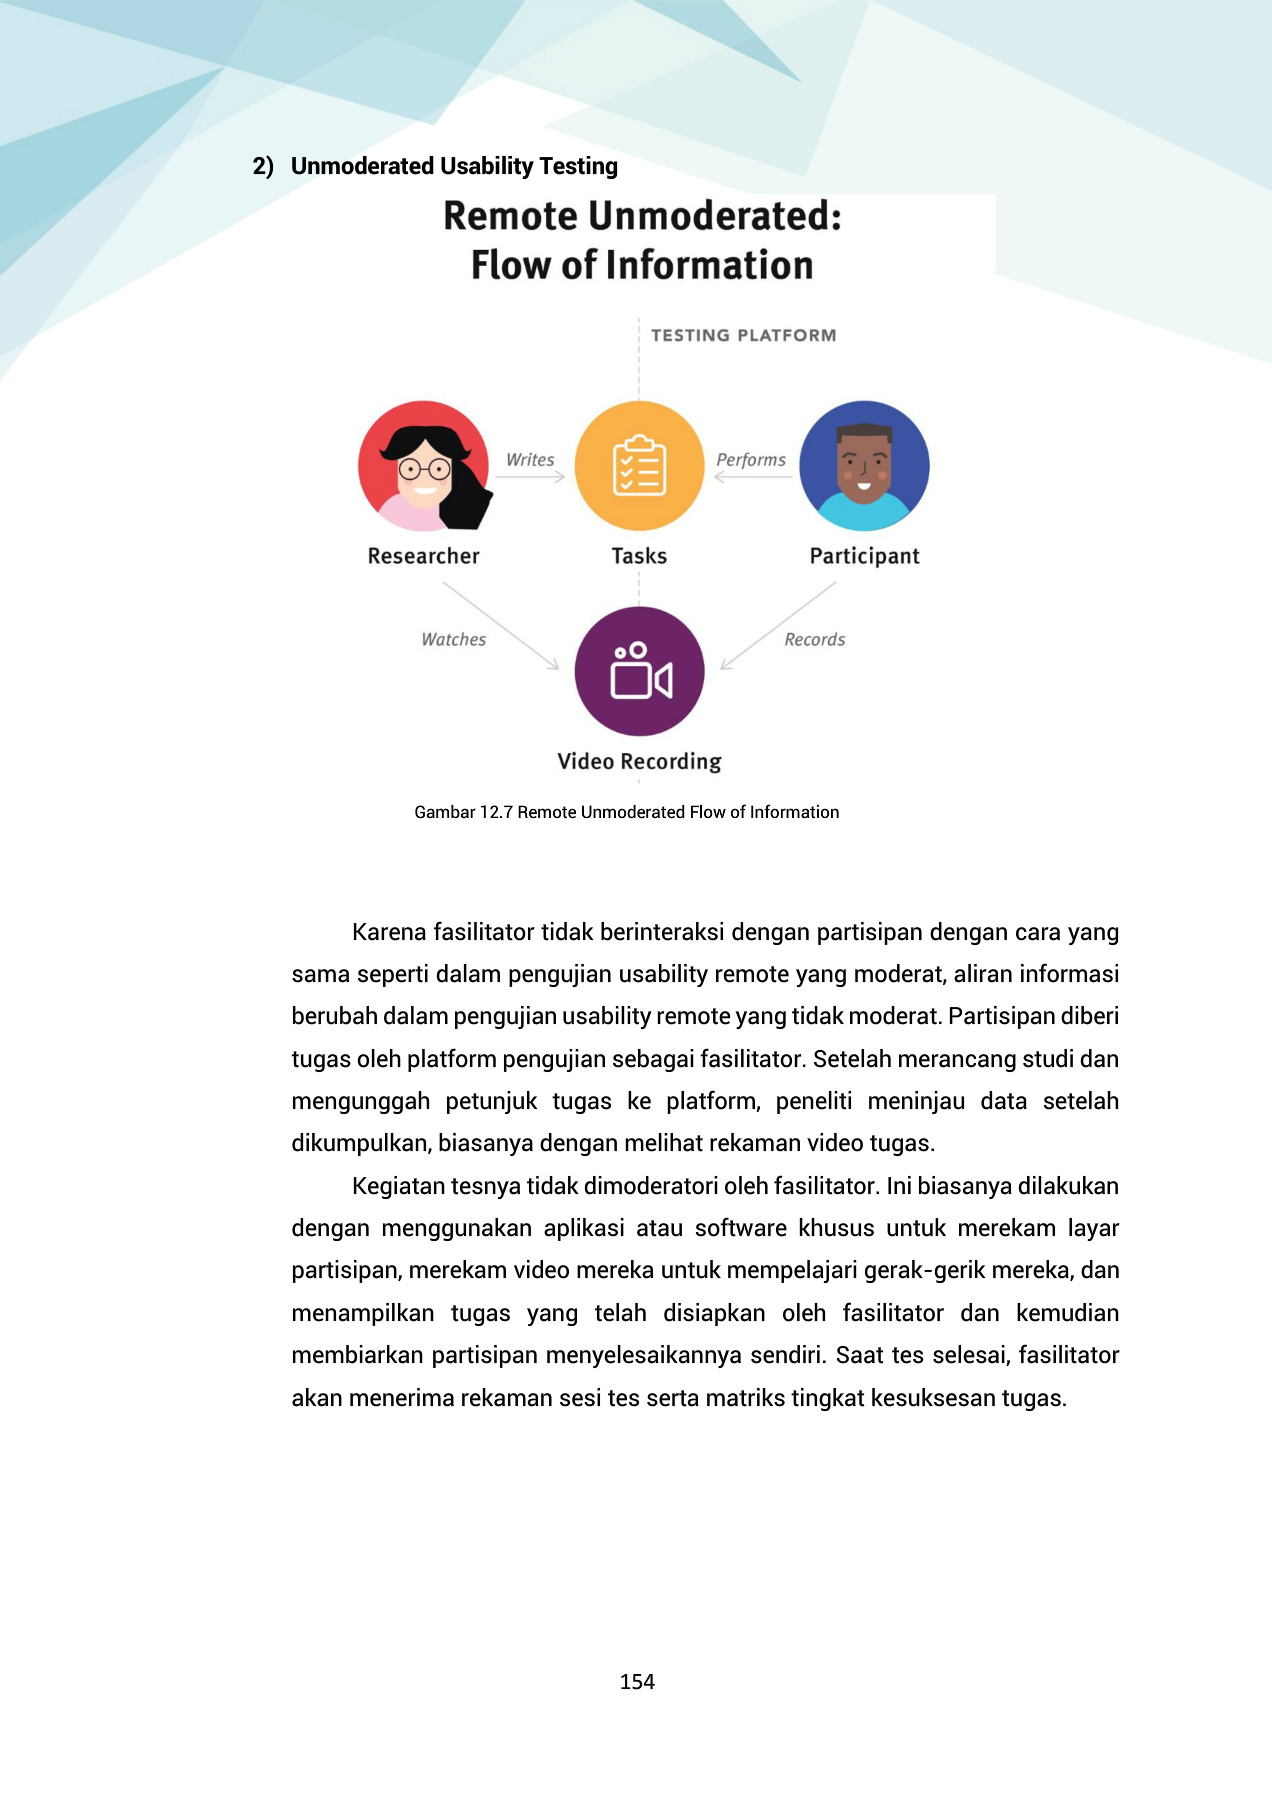 2) Unmoderated Usability Testing
Remote Unmoderated:
Flow of Information
TESTING PLATFORM
Writes
Performs
Researcher
Tasks
Participant
Watches
Records
Video Recording
Gambar 12.7 Remote Unmoderated Flow of Information
Karena fasilitator tidak berinteraksi dengan partisipan dengan cara yang
sama seperti dalam pengujian usability remote yang moderat, aliran informasi
berubah dalam pengujian usability remote yang tidak moderat. Partisipan diberi
tugas oleh platform pengujian sebagai fasilitator. Setelah merancang studi dan
mengunggah petunjuk tugas ke platform, peneliti meninjau data setelah
dikumpulkan, biasanya dengan melihat rekaman video tugas.
Kegiatan tesnya tidak dimoderatori oleh fasilitator. Ini biasanya dilakukan
dengan menggunakan aplikasi atau software khusus untuk merekam layar
partisipan, merekam video mereka untuk mempelajari gerak-gerik mereka, dan
menampilkan tugas yang telah disiapkan oleh fasilitator dan kemudian
membiarkan partisipan menyelesaikannya sendiri. Saat tes selesai, fasilitator
akan menerima rekaman sesi tes serta matriks tingkat kesuksesan tugas.
154